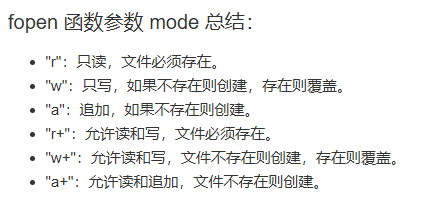 fopen 函数参数 mode 总结：
• "r"：只读，文件必须存在。
• "w"：只写，如果不存在则创建，存在则覆盖。
• "a"：追加，如果不存在则创建。
• "r+"：允许读和写，文件必须存在。
• "w+"：允许读和写，文件不存在则创建，存在则覆盖。
• "a+"：允许读和追加，文件不存在则创建。